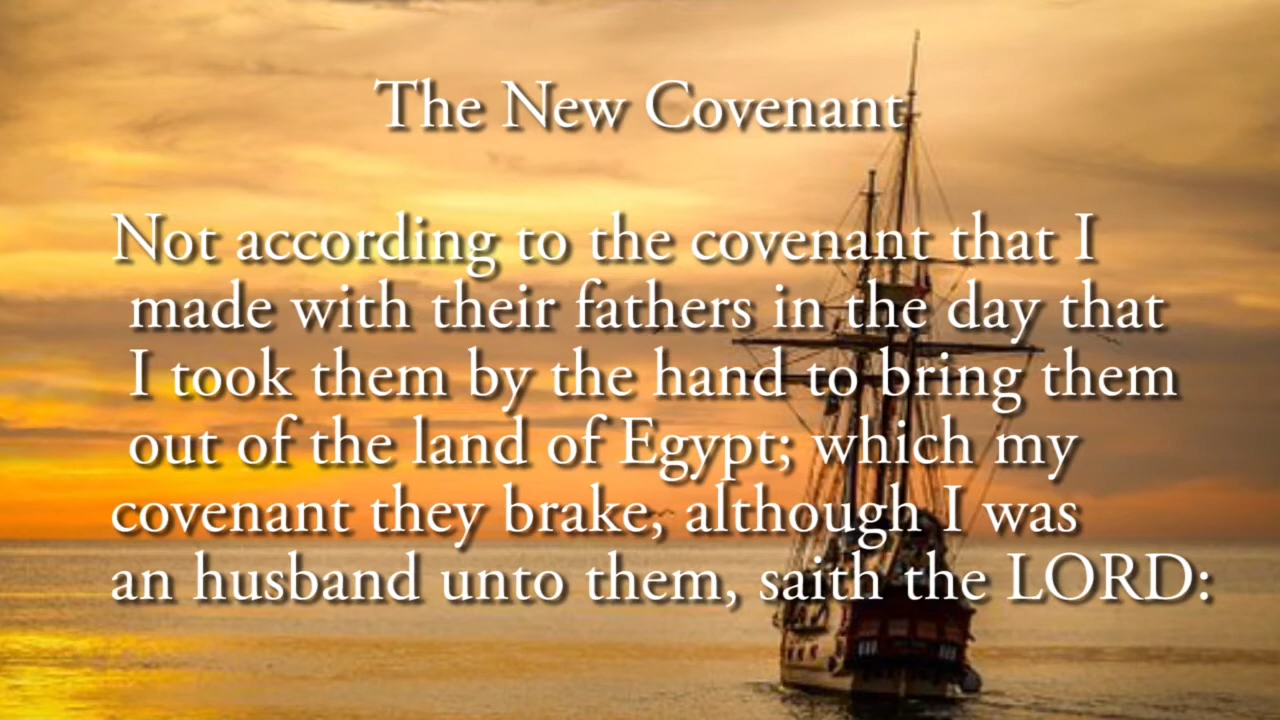 The New Covenant
Not according to the covenant that I
made with their fathers in the day that
I took them by the hand to bring them
out of the land of Egypt; which my
covenant they brake, although I was
an husband unto them, saith the LORD: